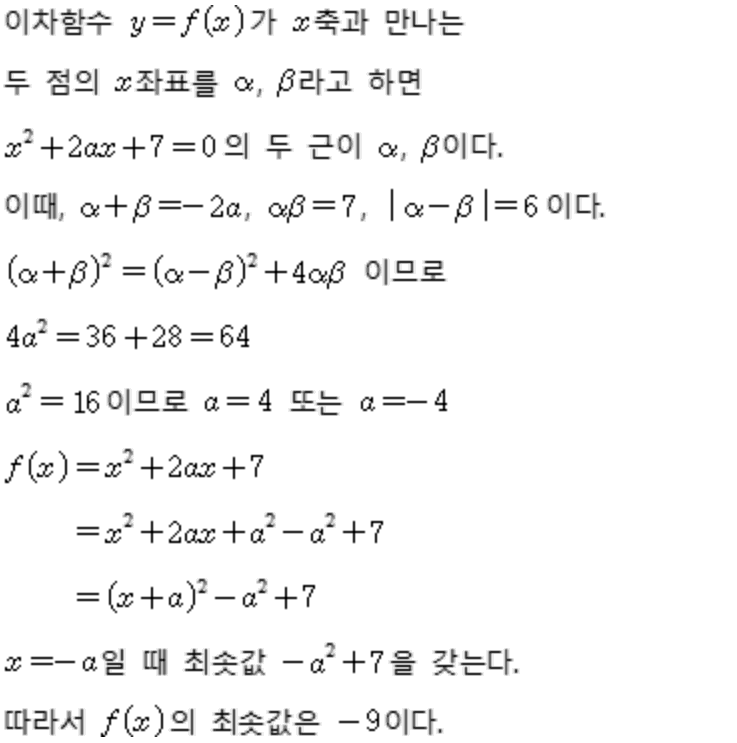 이차함수 y=f(x)가 x축과 만나는
두 점의 x좌표를 α, β라고 하면
x²+2ax+7=0의 두 근이 α, β이다.
이때, α+β=-2a, αβ=7, |α-β|=6이다.
(α+β)²=(α-β)²+4αβ 이므로
4a²=36+28=64
a²=16이므로 a=4 또는 a=-4
f(x)=x²+2ax+7
=x²+2ax+a²-a²+7
=(x+a)²-a²+7
x=-a일 때 최솟값 -a²+7을 갖는다.
따라서 f(x)의 최솟값은 -9이다.